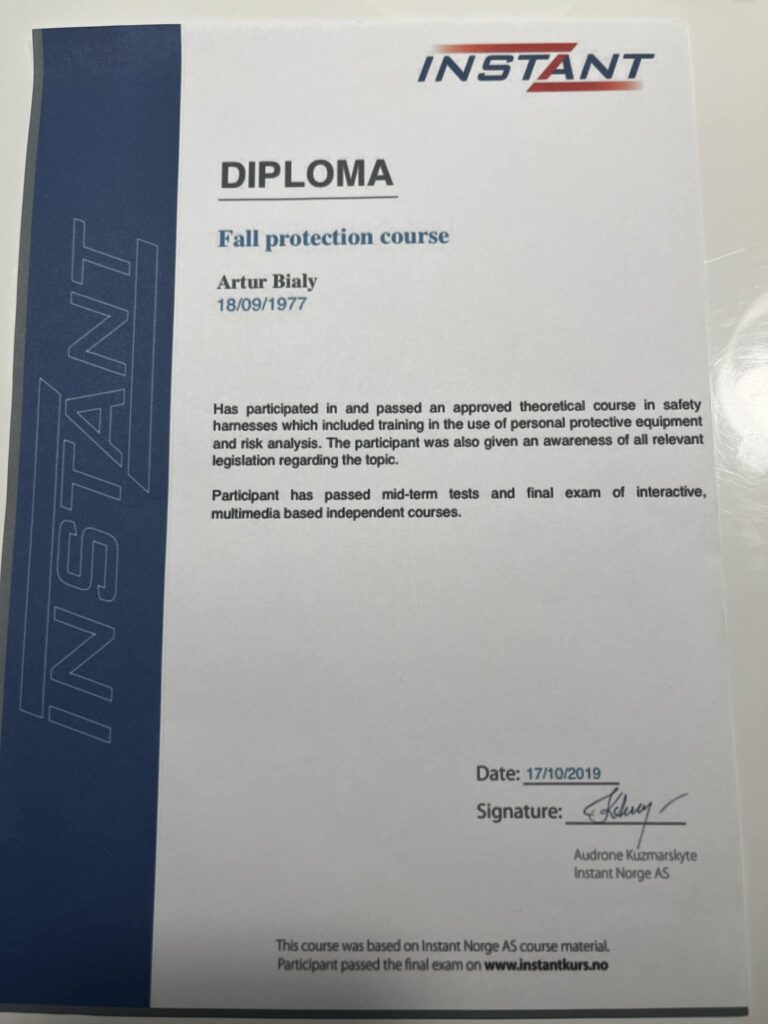 INSTANT
DIPLOMA
Fall protection course
Artur Bialy
18/09/1977
Has participated in and passed an approved theoretical course in safety
harnesses which included training in the use of personal protective equipment
and risk analysis. The participant was also given an awareness of all relevant
legislation regarding the topic.
Participant has passed mid-term tests and final exam of interactive,
multimedia based independent courses.
Date: 17/10/2019
Signature:
Audrone Kuzmarskyte
Instant Norge AS
This course was based on Instant Norge AS course material.
Participant passed the final exam on www.instantkurs.no
INSTANT